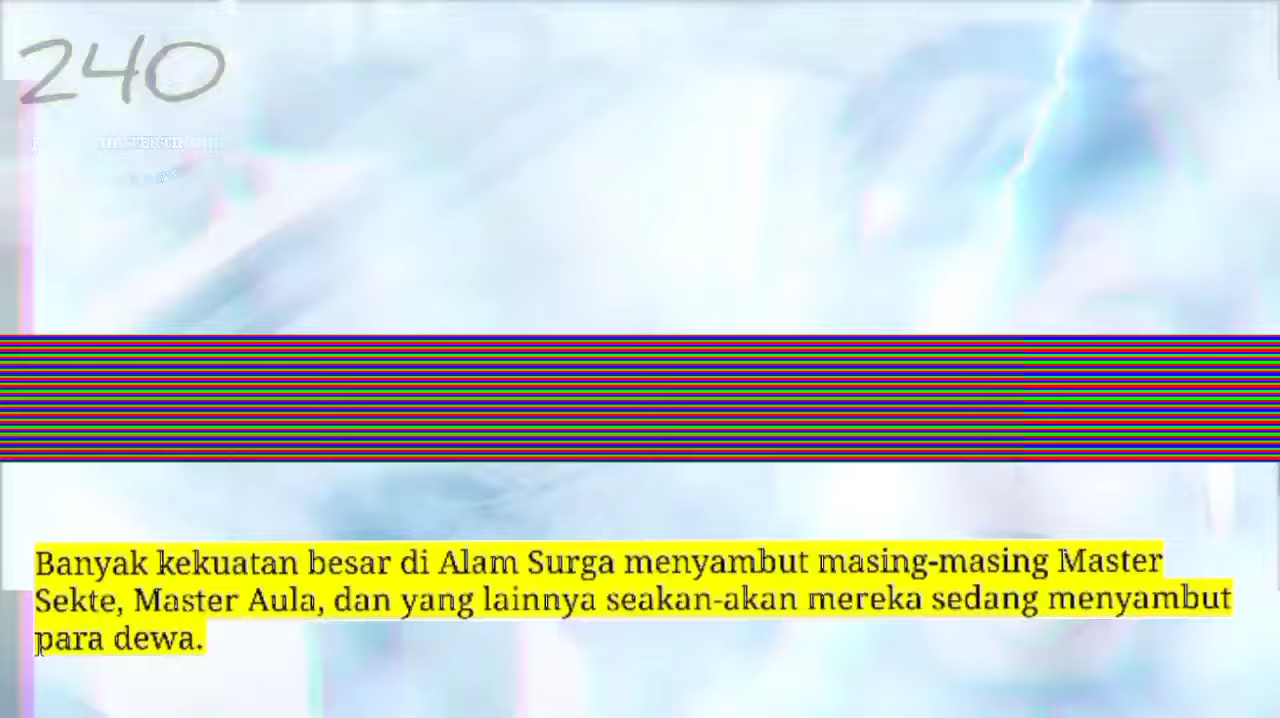 240
Banyak kekuatan besar di Alam Surga menyambut masing-masing Master
Sekte, Master Aula, dan yang lainnya seakan-akan mereka sedang menyambut
para dewa.